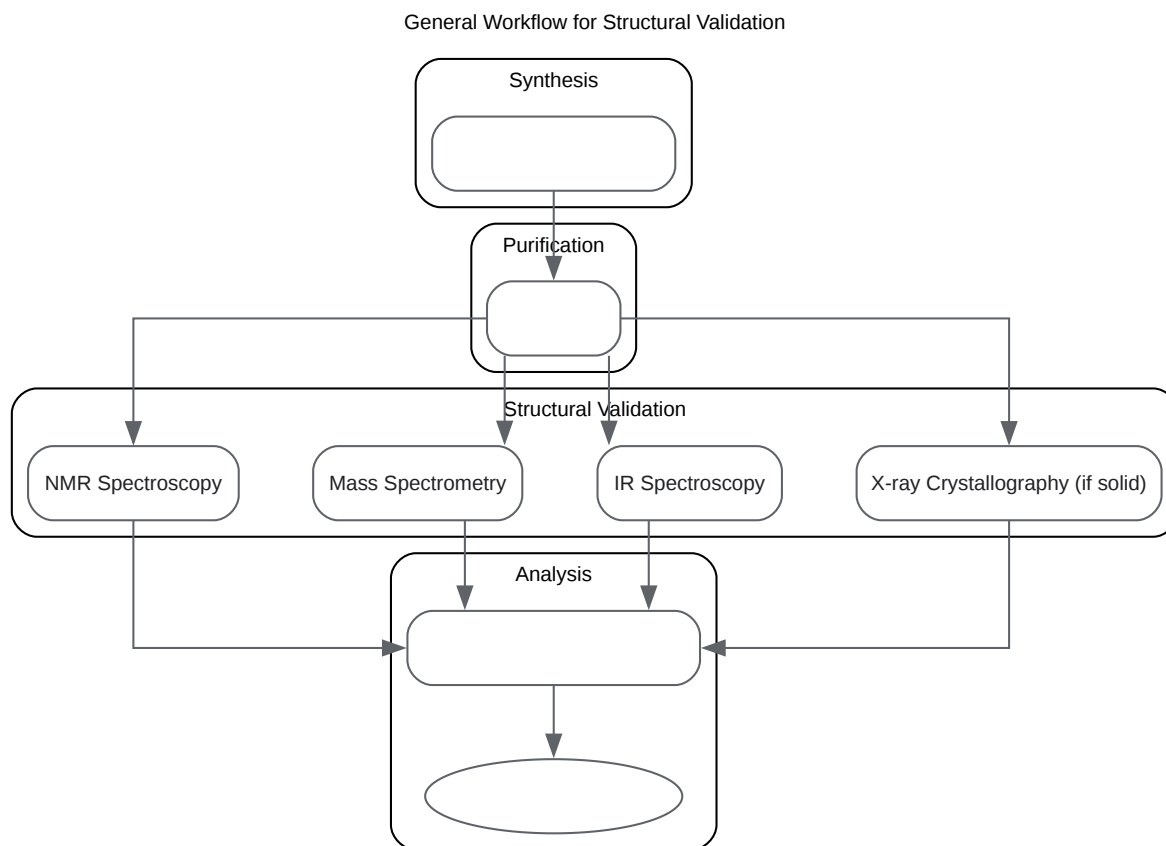 General Workflow for Structural Validation
Synthesis
Purification
Structural Validation
NMR Spectroscopy
Mass Spectrometry
IR Spectroscopy
X-ray Crystallography (if solid)
Analysis